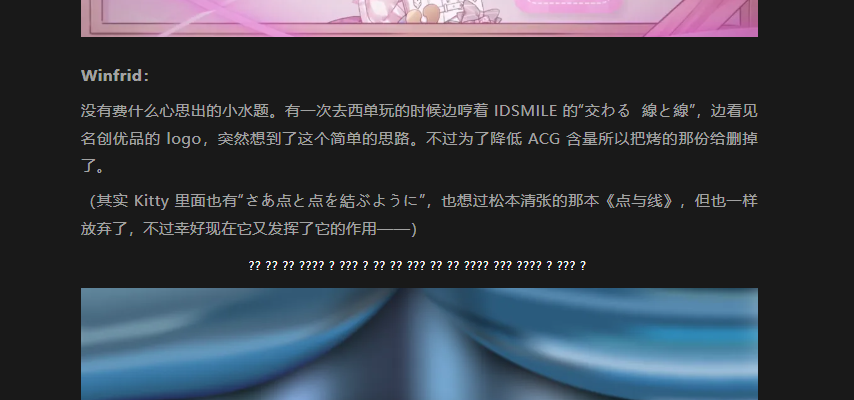 Winfrid：
没有费什么心思出的小水题。有一次去西单玩的时候边哼着 IDSMILE 的“交わる 線と線”，边看见
名创优品的 logo，突然想到了这个简单的思路。不过为了降低 ACG 含量所以把烤的那份给删掉
了。
（其实 Kitty 里面也有“さあ点と点を結ぶように”，也想过松本清张的那本《点与线》，但也一样
放弃了，不过幸好现在它又发挥了它的作用——）
?? ?? ?? ???? ? ??? ? ?? ?? ??? ?? ?? ???? ??? ???? ? ??? ?